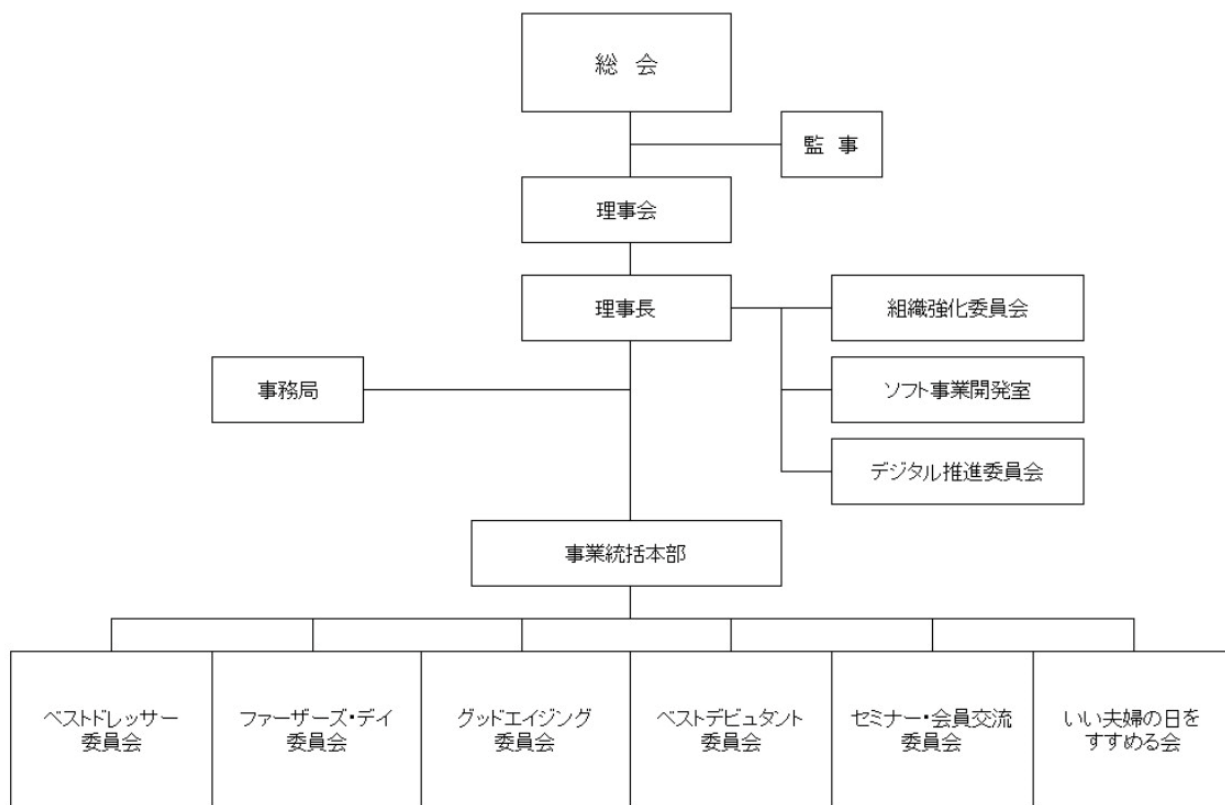 総　会
監　事
理事会
理事長
組織強化委員会
事務局
ソフト事業開発室
デジタル推進委員会
事業統括本部
ベストドレッサー
委員会
ファーザーズ・デイ
委員会
グッドエイジング
委員会
ベストデビュタント
委員会
セミナー・会員交流
委員会
いい夫婦の日を
すすめる会